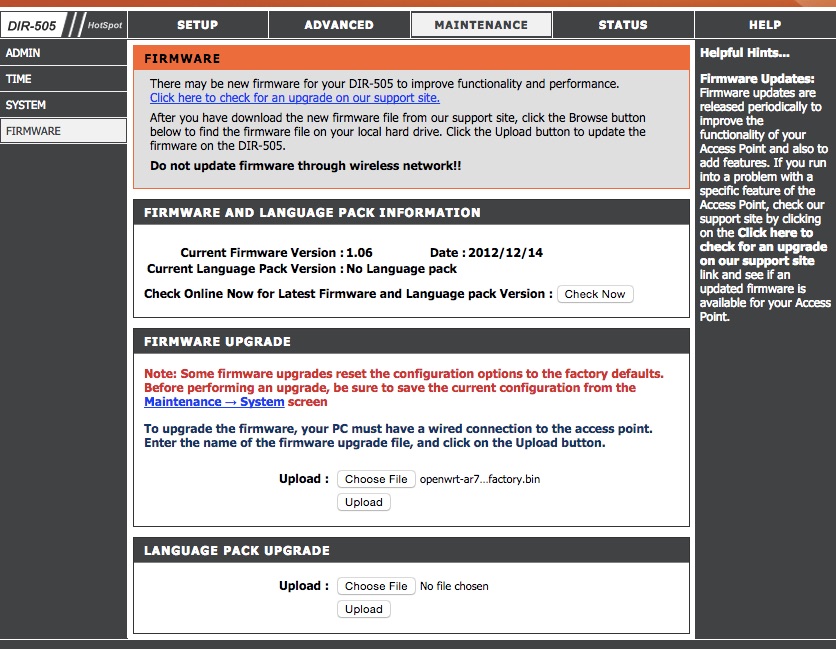 DIR-505 HotSpot SETUP ADVANCED MAINTENANCE STATUS HELP
ADMIN
TIME
SYSTEM
FIRMWARE
FIRMWARE
There may be new firmware for your DIR-505 to improve functionality and performance.
Click here to check for an upgrade on our support site.
After you have download the new firmware file from our support site, click the Browse button
below to find the firmware file on your local hard drive. Click the Upload button to update the
firmware on the DIR-505.
Do not update firmware through wireless network!!
FIRMWARE AND LANGUAGE PACK INFORMATION
Current Firmware Version : 1.06 Date : 2012/12/14
Current Language Pack Version : No Language pack
Check Online Now for Latest Firmware and Language pack Version : Check Now
FIRMWARE UPGRADE
Note: Some firmware upgrades reset the configuration options to the factory defaults.
Before performing an upgrade, be sure to save the current configuration from the
Maintenance → System screen
To upgrade the firmware, your PC must have a wired connection to the access point.
Enter the name of the firmware upgrade file, and click on the Upload button.
Upload : Choose File openwrt-ar7...factory.bin
Upload
LANGUAGE PACK UPGRADE
Upload : Choose File No file chosen
Upload
Helpful Hints...
Firmware Updates:
Firmware updates are
released periodically to
improve the
functionality of your
Access Point and also to
add features. If you run
into a problem with a
specific feature of the
Access Point, check our
support site by clicking
on the Click here to
check for an upgrade
on our support site
link and see if an
updated firmware is
available for your Access
Point.